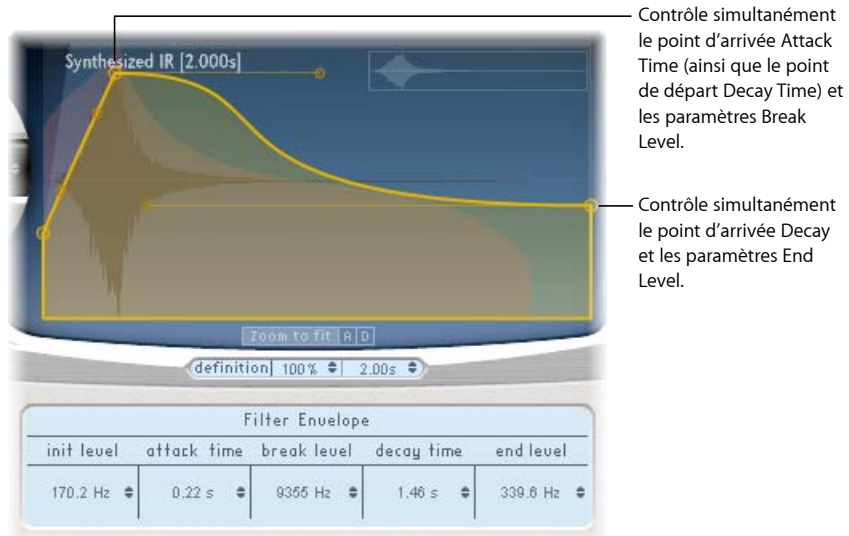 Contrôle simultanément
le point d'arrivée Attack
Time (ainsi que le point
de départ Decay Time) et
les paramètres Break
Level.
Synthesized IR [2.000s]
Contrôle simultanément
le point d'arrivée Decay
et les paramètres End
Level.
Zoom to fit A D
definition 100% 2.00s
Filter Envelope
init level attack time break level decay time end level
170.2 Hz 0.22 s 9355 Hz 1.46 s 339.6 Hz